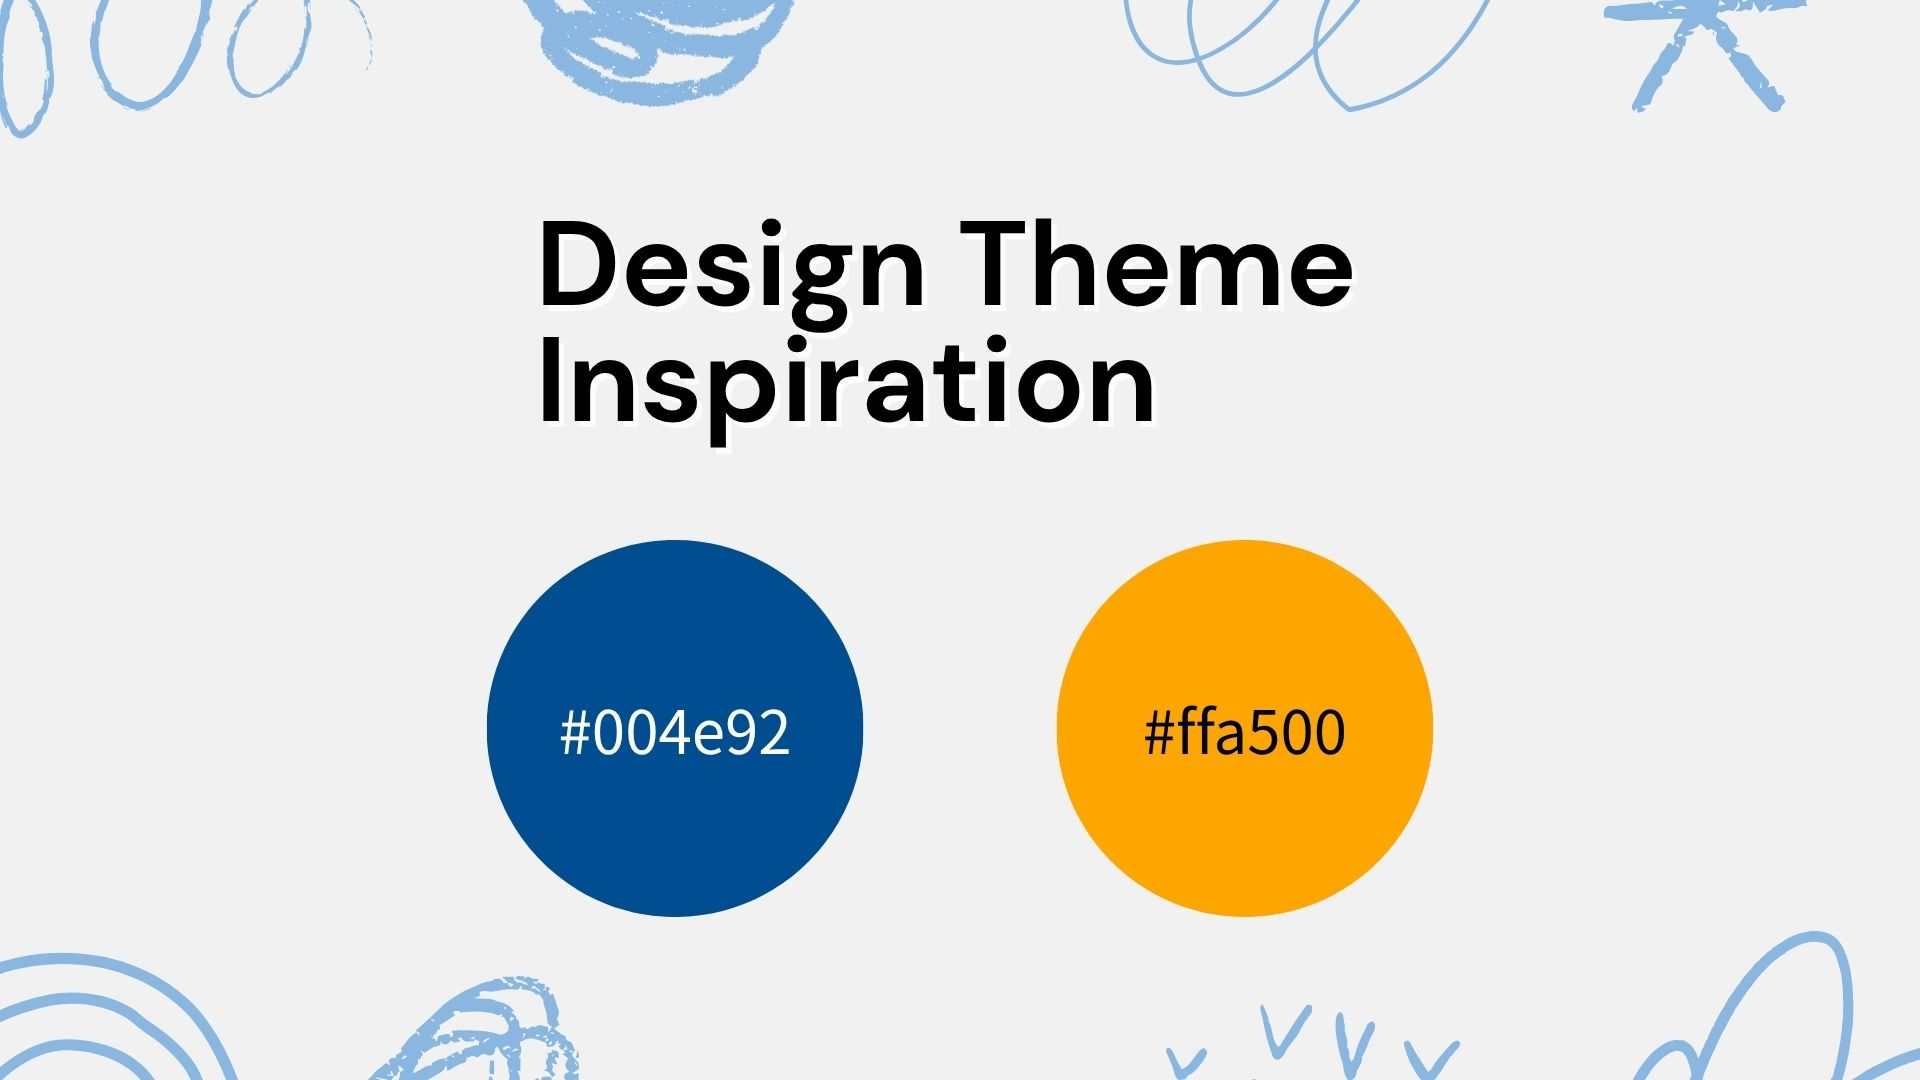 Design Theme
Inspiration
#004e92
#ffa500